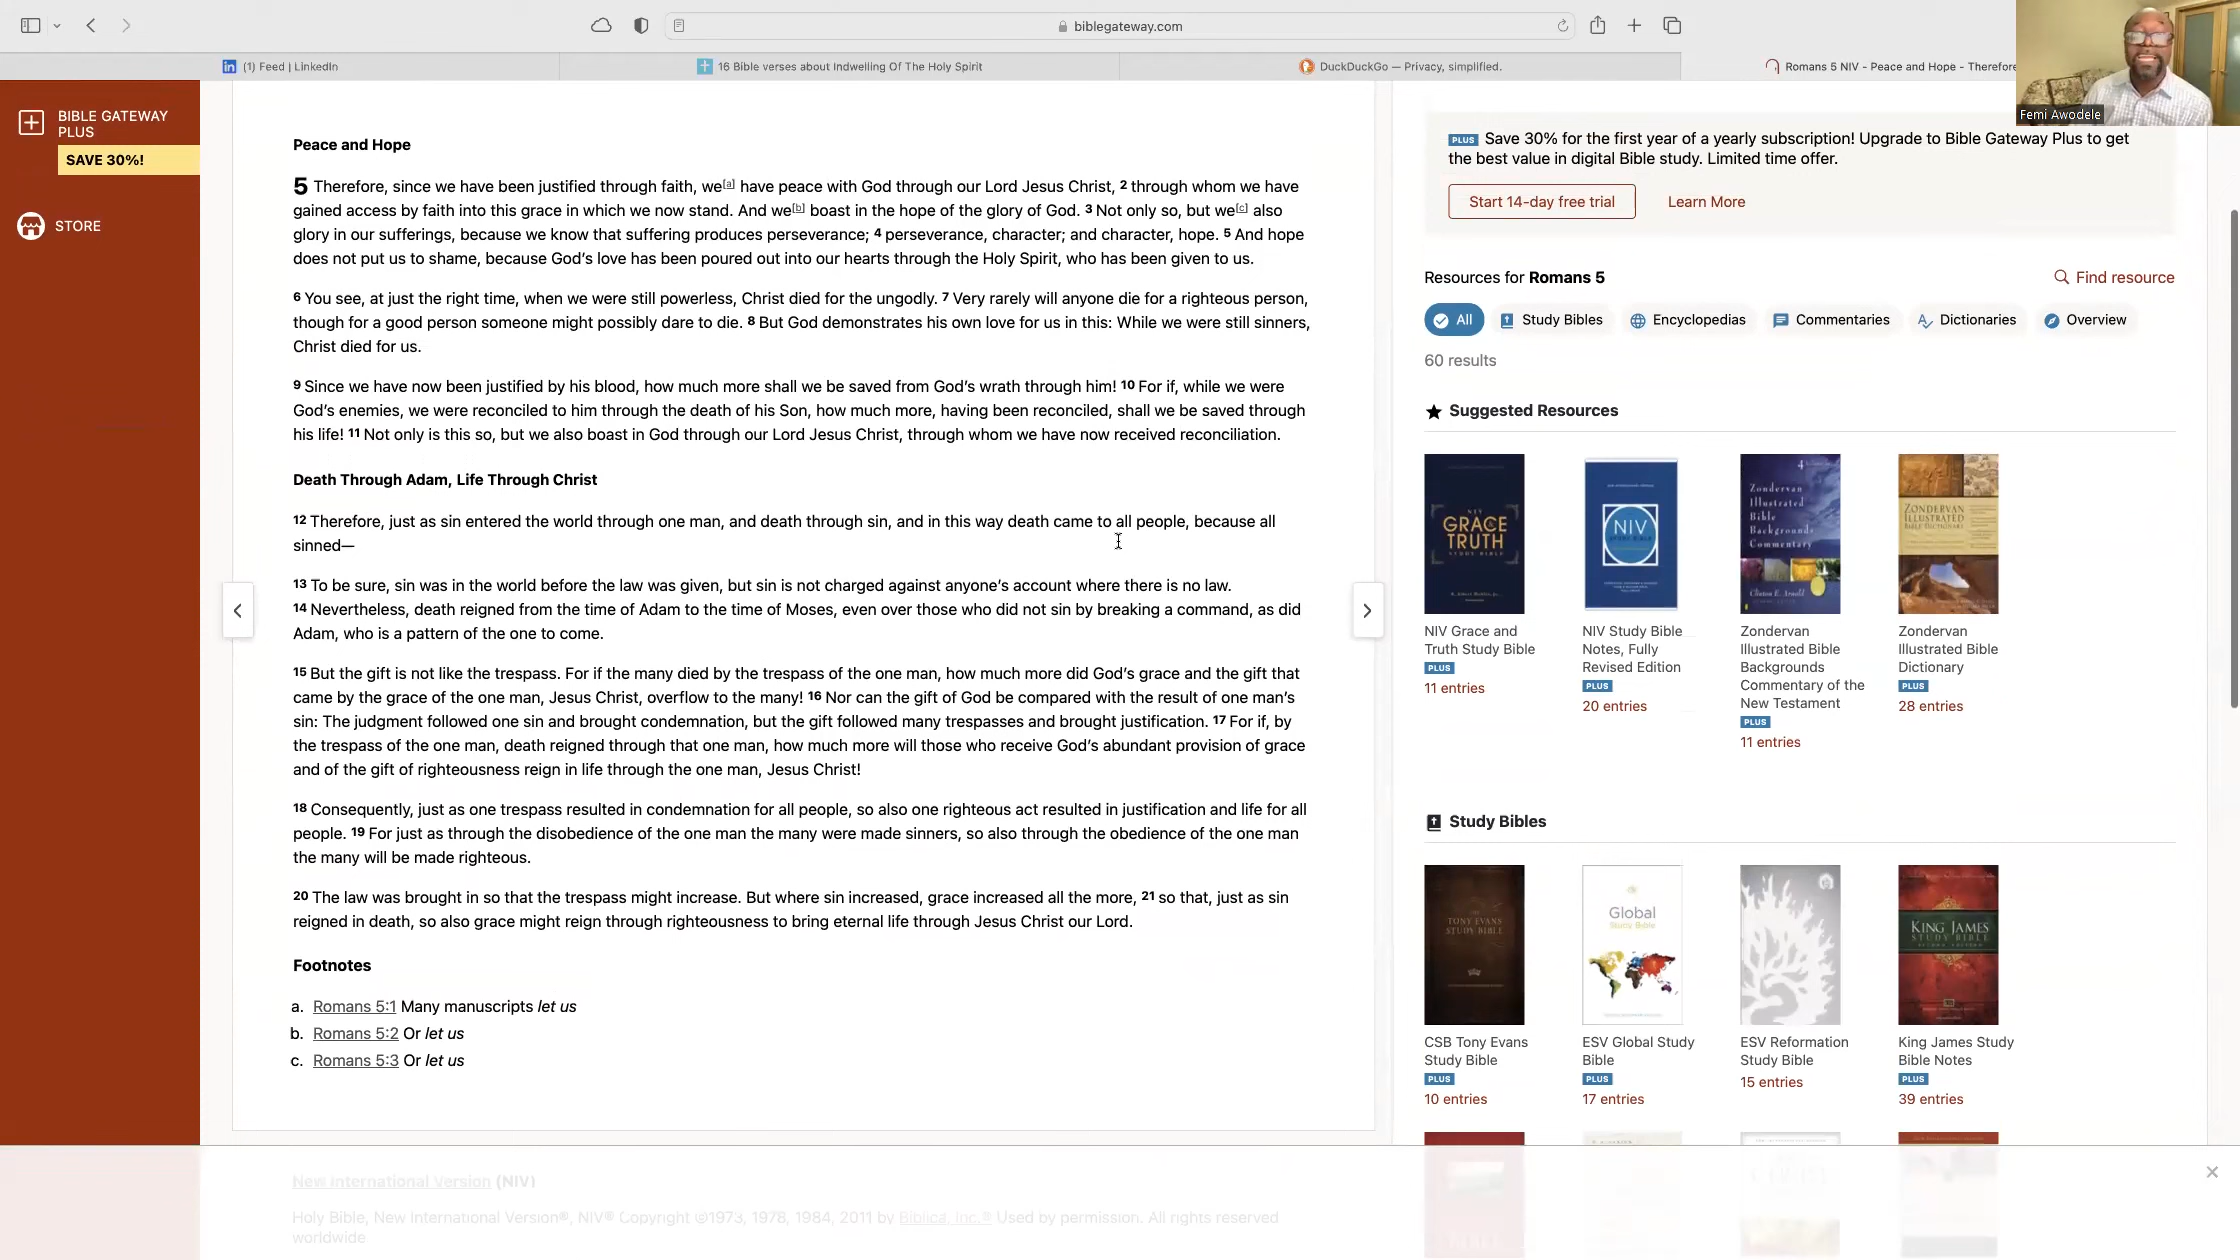 biblegateway.com
(1) Feed | LinkedIn
16 Bible verses about Indwelling Of The Holy Spirit
DuckDuckGo — Privacy, simplified.
Romans 5 NIV - Peace and Hope - Therefore
Femi Awodele
BIBLE GATEWAY
PLUS
SAVE 30%!
STORE
Peace and Hope
5 Therefore, since we have been justified through faith, we[a] have peace with God through our Lord Jesus Christ, 2 through whom we have
gained access by faith into this grace in which we now stand. And we[b] boast in the hope of the glory of God. 3 Not only so, but we[c] also
glory in our sufferings, because we know that suffering produces perseverance; 4 perseverance, character; and character, hope. 5 And hope
does not put us to shame, because God’s love has been poured out into our hearts through the Holy Spirit, who has been given to us.
6 You see, at just the right time, when we were still powerless, Christ died for the ungodly. 7 Very rarely will anyone die for a righteous person,
though for a good person someone might possibly dare to die. 8 But God demonstrates his own love for us in this: While we were still sinners,
Christ died for us.
9 Since we have now been justified by his blood, how much more shall we be saved from God’s wrath through him! 10 For if, while we were
God’s enemies, we were reconciled to him through the death of his Son, how much more, having been reconciled, shall we be saved through
his life! 11 Not only is this so, but we also boast in God through our Lord Jesus Christ, through whom we have now received reconciliation.
Death Through Adam, Life Through Christ
12 Therefore, just as sin entered the world through one man, and death through sin, and in this way death came to all people, because all
sinned—
13 To be sure, sin was in the world before the law was given, but sin is not charged against anyone’s account where there is no law.
14 Nevertheless, death reigned from the time of Adam to the time of Moses, even over those who did not sin by breaking a command, as did
Adam, who is a pattern of the one to come.
15 But the gift is not like the trespass. For if the many died by the trespass of the one man, how much more did God’s grace and the gift that
came by the grace of the one man, Jesus Christ, overflow to the many! 16 Nor can the gift of God be compared with the result of one man’s
sin: The judgment followed one sin and brought condemnation, but the gift followed many trespasses and brought justification. 17 For if, by
the trespass of the one man, death reigned through that one man, how much more will those who receive God’s abundant provision of grace
and of the gift of righteousness reign in life through the one man, Jesus Christ!
18 Consequently, just as one trespass resulted in condemnation for all people, so also one righteous act resulted in justification and life for all
people. 19 For just as through the disobedience of the one man the many were made sinners, so also through the obedience of the one man
the many will be made righteous.
20 The law was brought in so that the trespass might increase. But where sin increased, grace increased all the more, 21 so that, just as sin
reigned in death, so also grace might reign through righteousness to bring eternal life through Jesus Christ our Lord.
Footnotes
a. Romans 5:1 Many manuscripts let us
b. Romans 5:2 Or let us
c. Romans 5:3 Or let us
New International Version (NIV)
Holy Bible, New International Version®, NIV® Copyright ©1973, 1978, 1984, 2011 by Biblica, Inc.® Used by permission. All rights reserved
worldwide
PLUS Save 30% for the first year of a yearly subscription! Upgrade to Bible Gateway Plus to get
the best value in digital Bible study. Limited time offer.
Start 14-day free trial
Learn More
Resources for Romans 5
Find resource
All
Study Bibles
Encyclopedias
Commentaries
Dictionaries
Overview
60 results
Suggested Resources
NIV
GRACE
TRUTH
STUDY BIBLE
NIV
STUDY BIBLE
4
Zondervan
Illustrated
Bible
Backgrounds
Commentary
Clinton E. Arnold
ZONDERVAN
ILLUSTRATED
BIBLE DICTIONARY
NIV Grace and
Truth Study Bible
PLUS
11 entries
NIV Study Bible
Notes, Fully
Revised Edition
PLUS
20 entries
Zondervan
Illustrated Bible
Backgrounds
Commentary of the
New Testament
PLUS
11 entries
Zondervan
Illustrated Bible
Dictionary
PLUS
28 entries
Study Bibles
TONY EVANS
STUDY BIBLE
Global
Study Bible
KING JAMES
STUDY BIBLE
CSB Tony Evans
Study Bible
PLUS
10 entries
ESV Global Study
Bible
PLUS
17 entries
ESV Reformation
Study Bible
15 entries
King James Study
Bible Notes
PLUS
39 entries